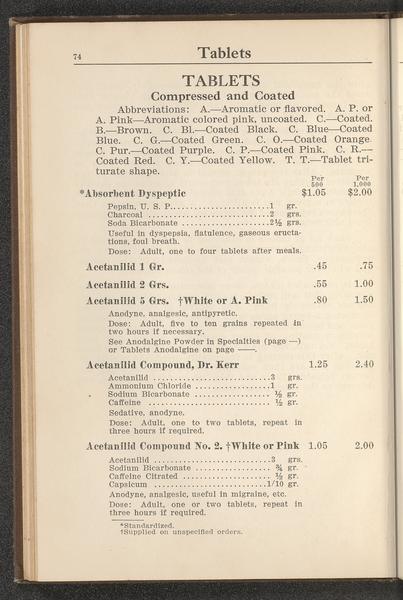 74
Tablets
TABLETS
Compressed and Coated
Abbreviations: A.—Aromatic or flavored. A. P. or
A. Pink—Aromatic colored pink, uncoated. C.—Coated.
B.—Brown. C. Bl.—Coated Black. C. Blue—Coated
Blue. C. G.—Coated Green. C. O.—Coated Orange
C. Pur.—Coated Purple. C. P.—Coated Pink. C. R.—
Coated Red. C. Y.—Coated Yellow. T. T.—Tablet tri-
turate shape.
Per Per
500 1,000
*Absorbent Dyspeptic $1.05 $2.00
Pepsin, U. S. P.......................1 gr.
Charcoal ............................2 grs.
Soda Bicarbonate ....................2½ grs.
Useful in dyspepsia, flatulence, gaseous eructa-
tions, foul breath.
Dose: Adult, one to four tablets after meals.
Acetanilid 1 Gr. .45 .75
Acetanilid 2 Grs. .55 1.00
Acetanilid 5 Grs. †White or A. Pink .80 1.50
Anodyne, analgesic, antipyretic.
Dose: Adult, five to ten grains repeated in
two hours if necessary.
See Anodalgine Powder in Specialties (page —)
or Tablets Anodalgine on page ——.
Acetanilid Compound, Dr. Kerr 1.25 2.40
Acetanilid ...........................3 grs.
Ammonium Chloride .................1 gr.
Sodium Bicarbonate ................. ½ gr.
Caffeine ............................ ½ gr.
Sedative, anodyne.
Dose: Adult, one to two tablets, repeat in
three hours if required.
Acetanilid Compound No. 2. †White or Pink 1.05 2.00
Acetanilid ...........................3 grs.
Sodium Bicarbonate ................. ¾ gr.
Caffeine Citrated ................... ½ gr.
Capsicum ..........................1/10 gr.
Anodyne, analgesic, useful in migraine, etc.
Dose: Adult, one or two tablets, repeat in
three hours if required.
*Standardized.
†Supplied on unspecified orders.